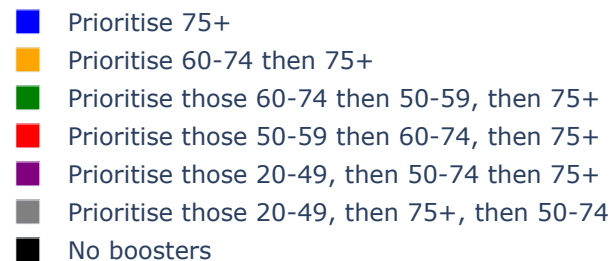 Prioritise 75+
Prioritise 60-74 then 75+
Prioritise those 60-74 then 50-59, then 75+
Prioritise those 50-59 then 60-74, then 75+
Prioritise those 20-49, then 50-74 then 75+
Prioritise those 20-49, then 75+, then 50-74
No boosters